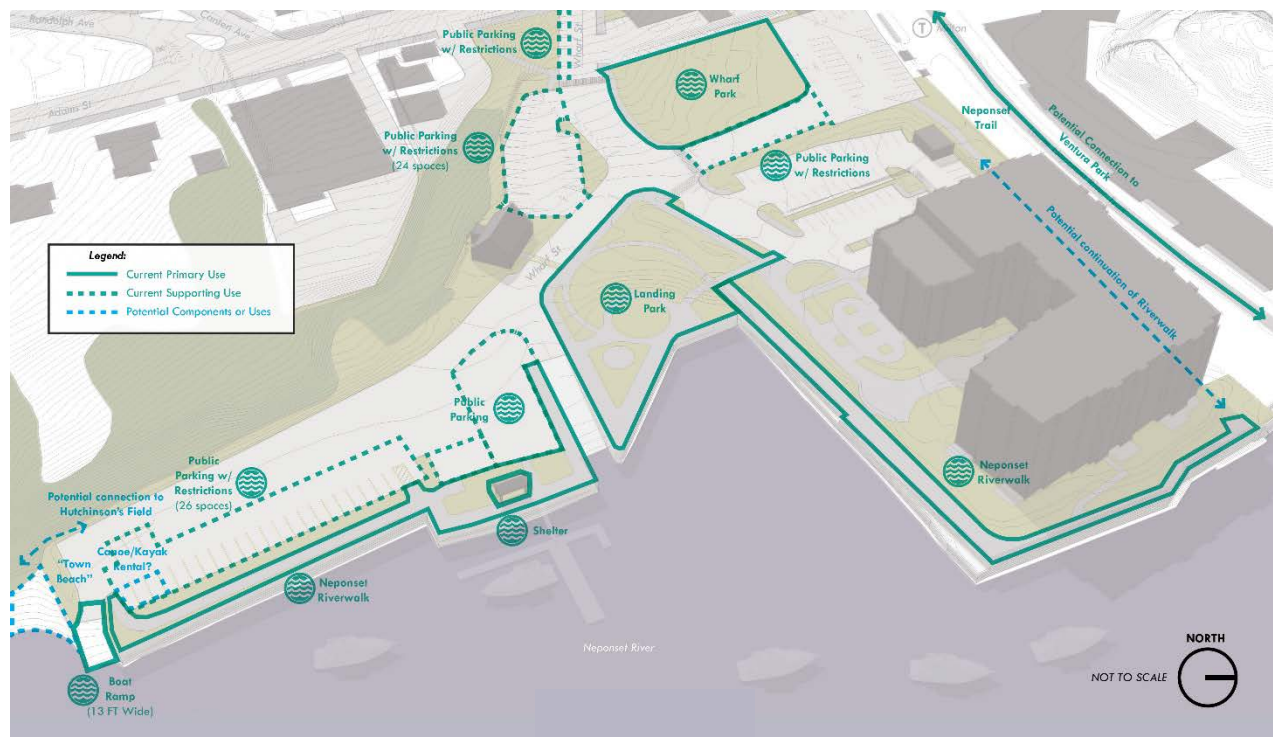 Randolph Ave
Canton Ave
Adams St
Public Parking
w/ Restrictions
Wharf St
T
Milton
Wharf
Park
Neponset
Trail
Potential Connection to
Ventura Park
Public Parking
w/ Restrictions
(24 spaces)
Public Parking
w/ Restrictions
Potential continuation of Riverwalk
Legend:
Current Primary Use
Current Supporting Use
Potential Components or Uses
Wharf St
Landing
Park
Public
Parking
Public
Parking w/
Restrictions
(26 spaces)
Neponset
Riverwalk
Potential connection to
Hutchinson's Field
Shelter
"Town
Beach"
Canoe/Kayak
Rental?
Neponset
Riverwalk
Neponset River
NORTH
NOT TO SCALE
Boat
Ramp
(13 FT Wide)